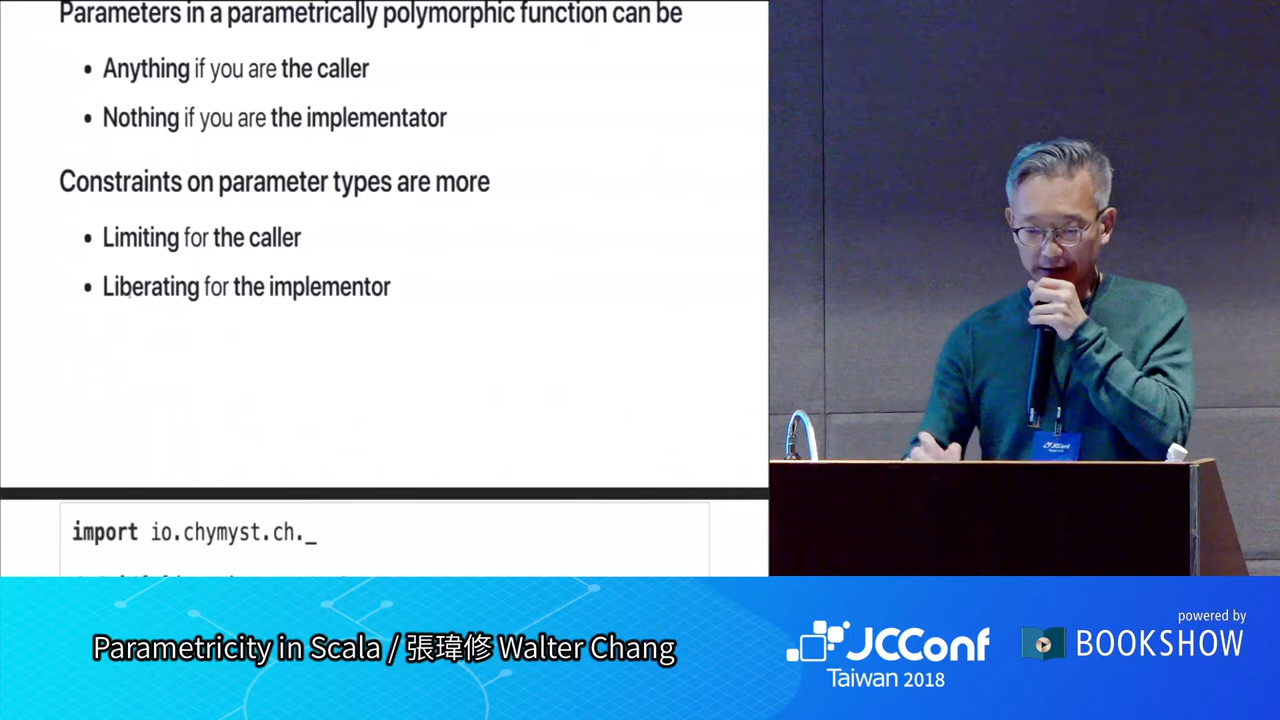 Parameters in a parametrically polymorphic function can be
• Anything if you are the caller
• Nothing if you are the implementator
Constraints on parameter types are more
• Limiting for the caller
• Liberating for the implementor
import io.chymyst.ch._
JCConf
Parametricity in Scala / 張瑋修 Walter Chang
JCConf
Taiwan 2018
powered by
BOOKSHOW